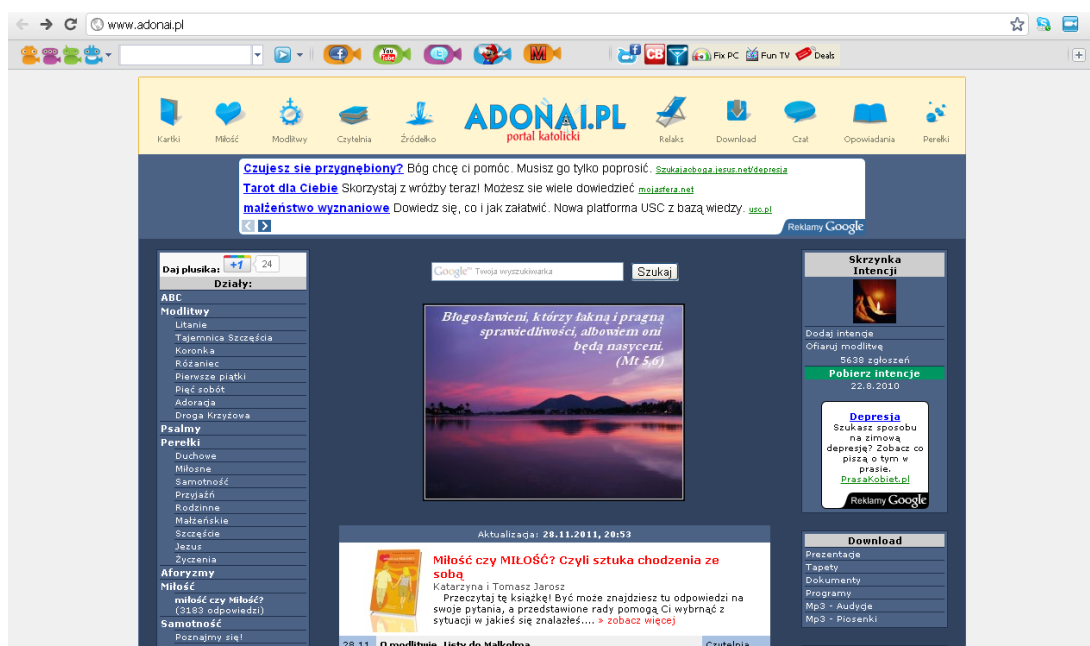 www.adonai.pl
Fix PC Fun TV Deals
Kartki Miłość Modlitwy Czytelnia Źródełko
ADONAI.PL
portal katolicki
Relaks Download Czat Opowiadania Perełki
Czujesz sie przygnębiony? Bóg chcę ci pomóc. Musisz go tylko poprosić. Szukajacboga.jesus.net/depresja
Tarot dla Ciebie Skorzystaj z wróżby teraz! Możesz sie wiele dowiedzieć mojasfera.net
małżeństwo wyznaniowe Dowiedz się, co i jak załatwić. Nowa platforma USC z bazą wiedzy. usc.pl
Reklamy Google
Daj plusika: +1 24
Działy:
ABC
Modlitwy
Litanie
Tajemnica Szczęścia
Koronka
Różaniec
Pierwsze piątki
Pięć sobót
Adoracja
Droga Krzyżowa
Psalmy
Perełki
Duchowe
Miłosne
Samotność
Przyjaźń
Rodzinne
Małżeńskie
Szczęście
Jezus
Życzenia
Aforyzmy
Miłość
miłość czy Miłość?
(3183 odpowiedzi)
Samotność
Poznajmy się!
Google™ Twoja wyszukiwarka
Szukaj
Błogosławieni, którzy łakną i pragną
sprawiedliwości, albowiem oni
będą nasyceni.
(Mt 5,6)
Aktualizacja: 28.11.2011, 20:53
Miłość czy MIŁOŚĆ? Czyli sztuka chodzenia ze
sobą
Katarzyna i Tomasz Jarosz
Przeczytaj tę książkę! Być może znajdziesz tu odpowiedzi na
swoje pytania, a przedstawione rady pomogą Ci wybrnąć z
sytuacji w jakieś się znalazłeś.... » zobacz więcej
28.11 O modlitwie. Listy do Malkolma Czytelnia
Skrzynka
Intencji
Dodaj intencje
Ofiaruj modlitwę
5638 zgłoszeń
Pobierz intencje
22.8.2010
Depresja
Szukasz sposobu
na zimową
depresję? Zobacz co
piszą o tym w
prasie.
PrasaKobiet.pl
Reklamy Google
Download
Prezentacje
Tapety
Dokumenty
Programy
Mp3 - Audycje
Mp3 - Piosenki